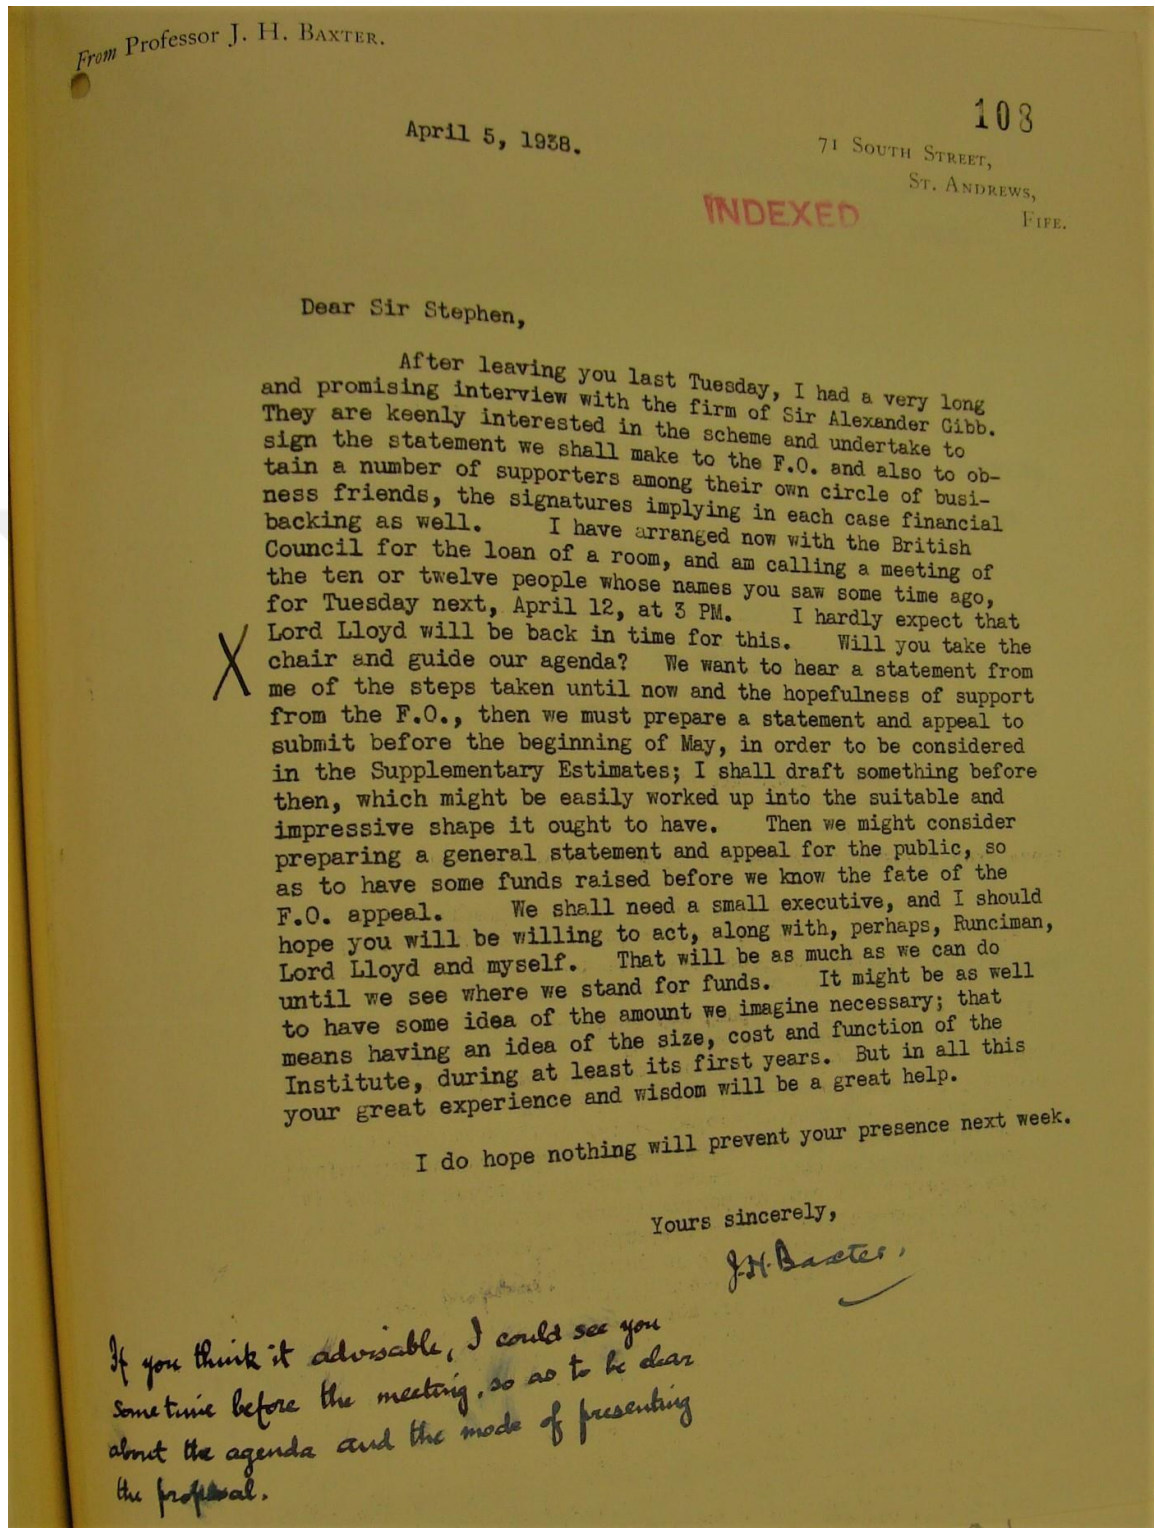 From Professor J. H. BAXTER.
108
April 5, 1938.
71 SOUTH STREET,
ST. ANDREWS,
FIFE.
INDEXED
Dear Sir Stephen,
After leaving you last Tuesday, I had a very long
and promising interview with the firm of Sir Alexander Gibb.
They are keenly interested in the scheme and undertake to
sign the statement we shall make to the F.O. and also to ob-
tain a number of supporters among their own circle of busi-
ness friends, the signatures implying in each case financial
backing as well. I have arranged now with the British
Council for the loan of a room, and am calling a meeting of
the ten or twelve people whose names you saw some time ago,
for Tuesday next, April 12, at 3 PM. I hardly expect that
X Lord Lloyd will be back in time for this. Will you take the
chair and guide our agenda? We want to hear a statement from
me of the steps taken until now and the hopefulness of support
from the F.O., then we must prepare a statement and appeal to
submit before the beginning of May, in order to be considered
in the Supplementary Estimates; I shall draft something before
then, which might be easily worked up into the suitable and
impressive shape it ought to have. Then we might consider
preparing a general statement and appeal for the public, so
as to have some funds raised before we know the fate of the
F.O. appeal. We shall need a small executive, and I should
hope you will be willing to act, along with, perhaps, Runciman,
Lord Lloyd and myself. That will be as much as we can do
until we see where we stand for funds. It might be as well
to have some idea of the amount we imagine necessary; that
means having an idea of the size, cost and function of the
Institute, during at least its first years. But in all this
your great experience and wisdom will be a great help.
I do hope nothing will prevent your presence next week.
Yours sincerely,
J.H. Baxter.
If you think it advisable, I could see you
sometime before the meeting, so as to be clear
about the agenda and the mode of presenting
the proposal.